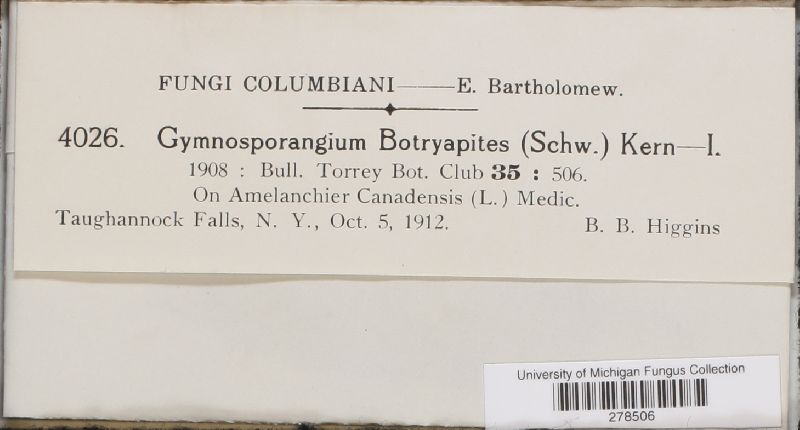 FUNGI COLUMBIANI——E. Bartholomew.
4026. Gymnosporangium Botryapites (Schw.) Kern—I.
1908 : Bull. Torrey Bot. Club 35 : 506.
On Amelanchier Canadensis (L.) Medic.
Taughannock Falls, N. Y., Oct. 5, 1912. B. B. Higgins
University of Michigan Fungus Collection
278506